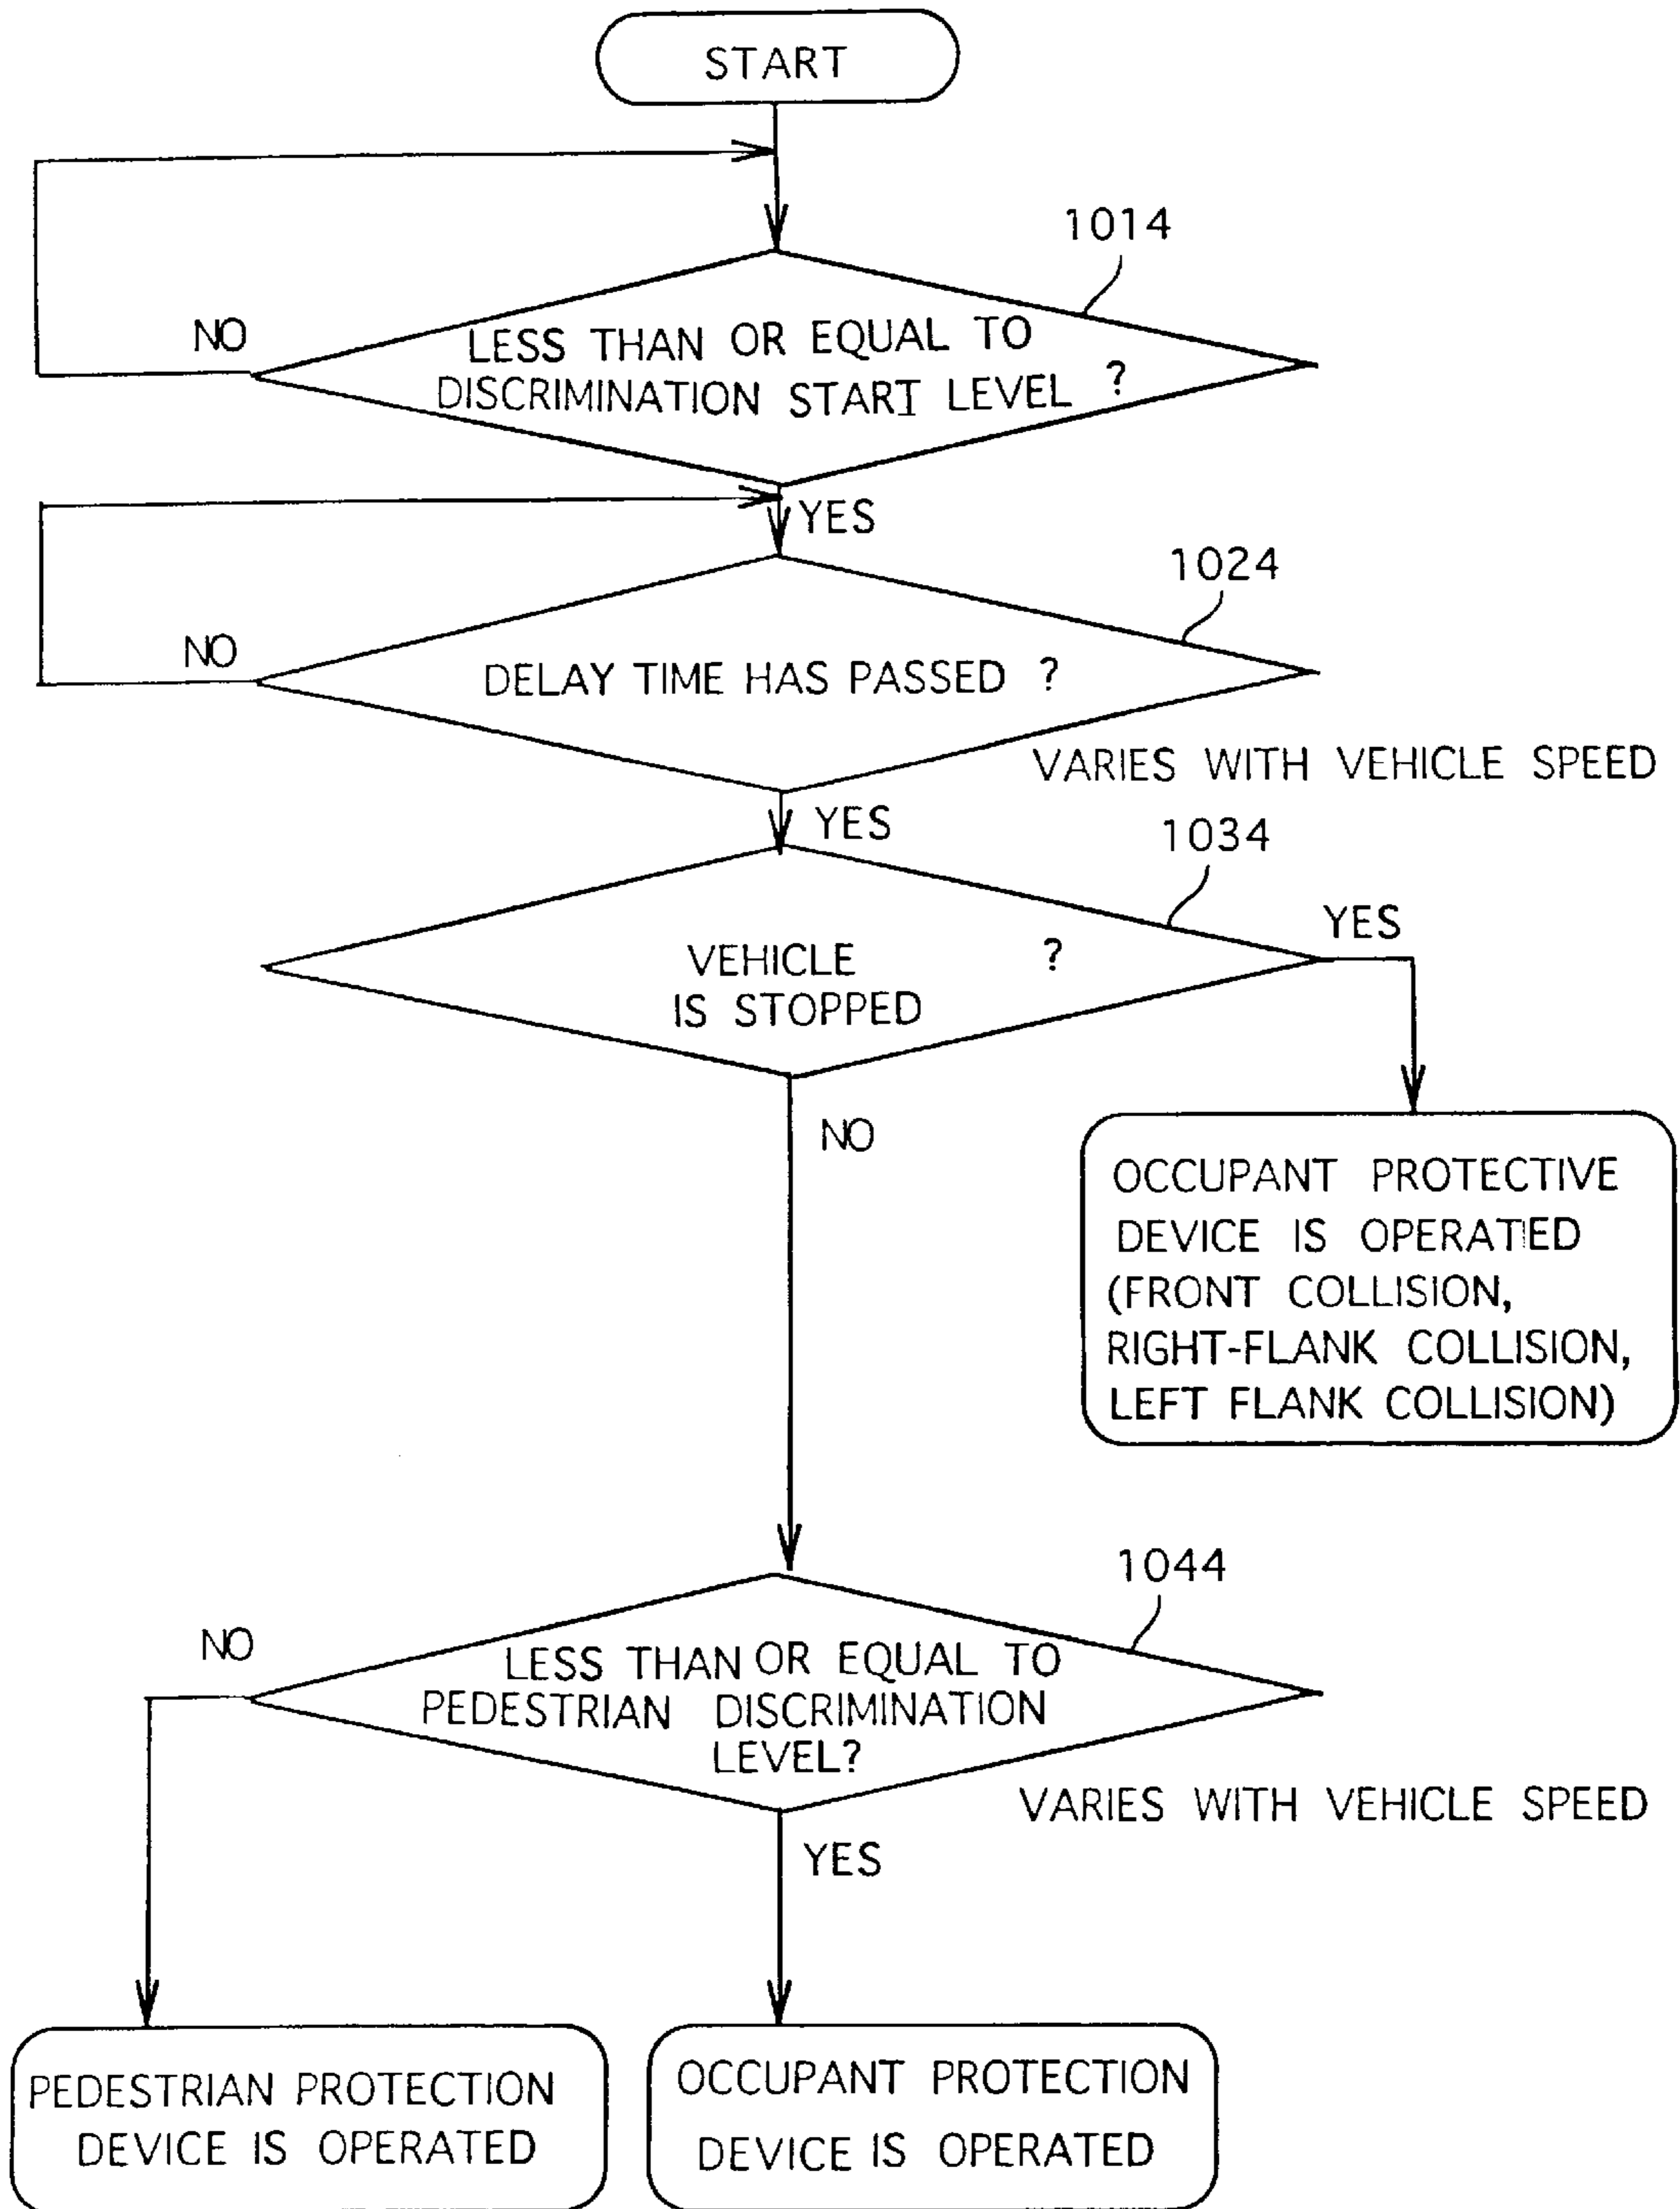 START
1014
NO
LESS THAN OR EQUAL TO
DISCRIMINATION START LEVEL ?
YES
1024
NO
DELAY TIME HAS PASSED ?
VARIES WITH VEHICLE SPEED
YES
1034
YES
VEHICLE ?
IS STOPPED
NO
OCCUPANT PROTECTIVE
DEVICE IS OPERATED
(FRONT COLLISION,
RIGHT-FLANK COLLISION,
LEFT FLANK COLLISION)
1044
NO
LESS THAN OR EQUAL TO
PEDESTRIAN DISCRIMINATION
LEVEL?
VARIES WITH VEHICLE SPEED
YES
PEDESTRIAN PROTECTION
DEVICE IS OPERATED
OCCUPANT PROTECTION
DEVICE IS OPERATED